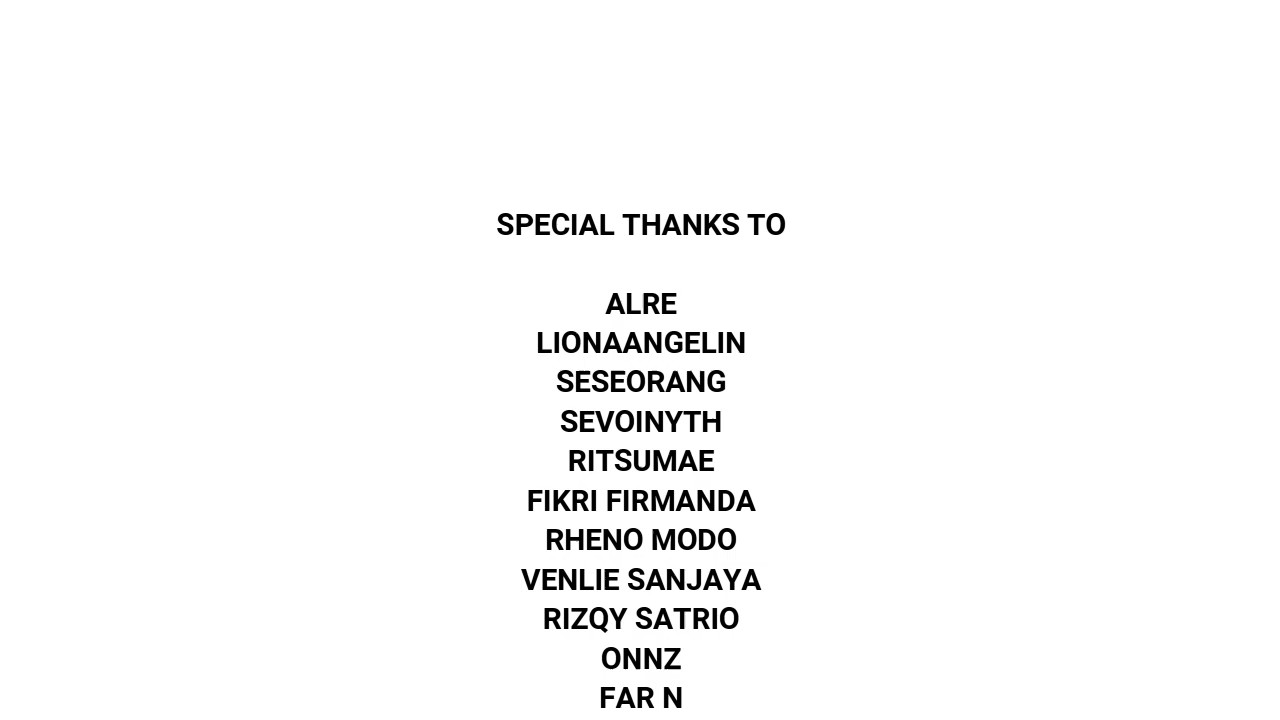 SPECIAL THANKS TO
ALRE
LIONAANGELIN
SESEORANG
SEVOINYTH
RITSUMAE
FIKRI FIRMANDA
RHENO MODO
VENLIE SANJAYA
RIZQY SATRIO
ONNZ
FAR N